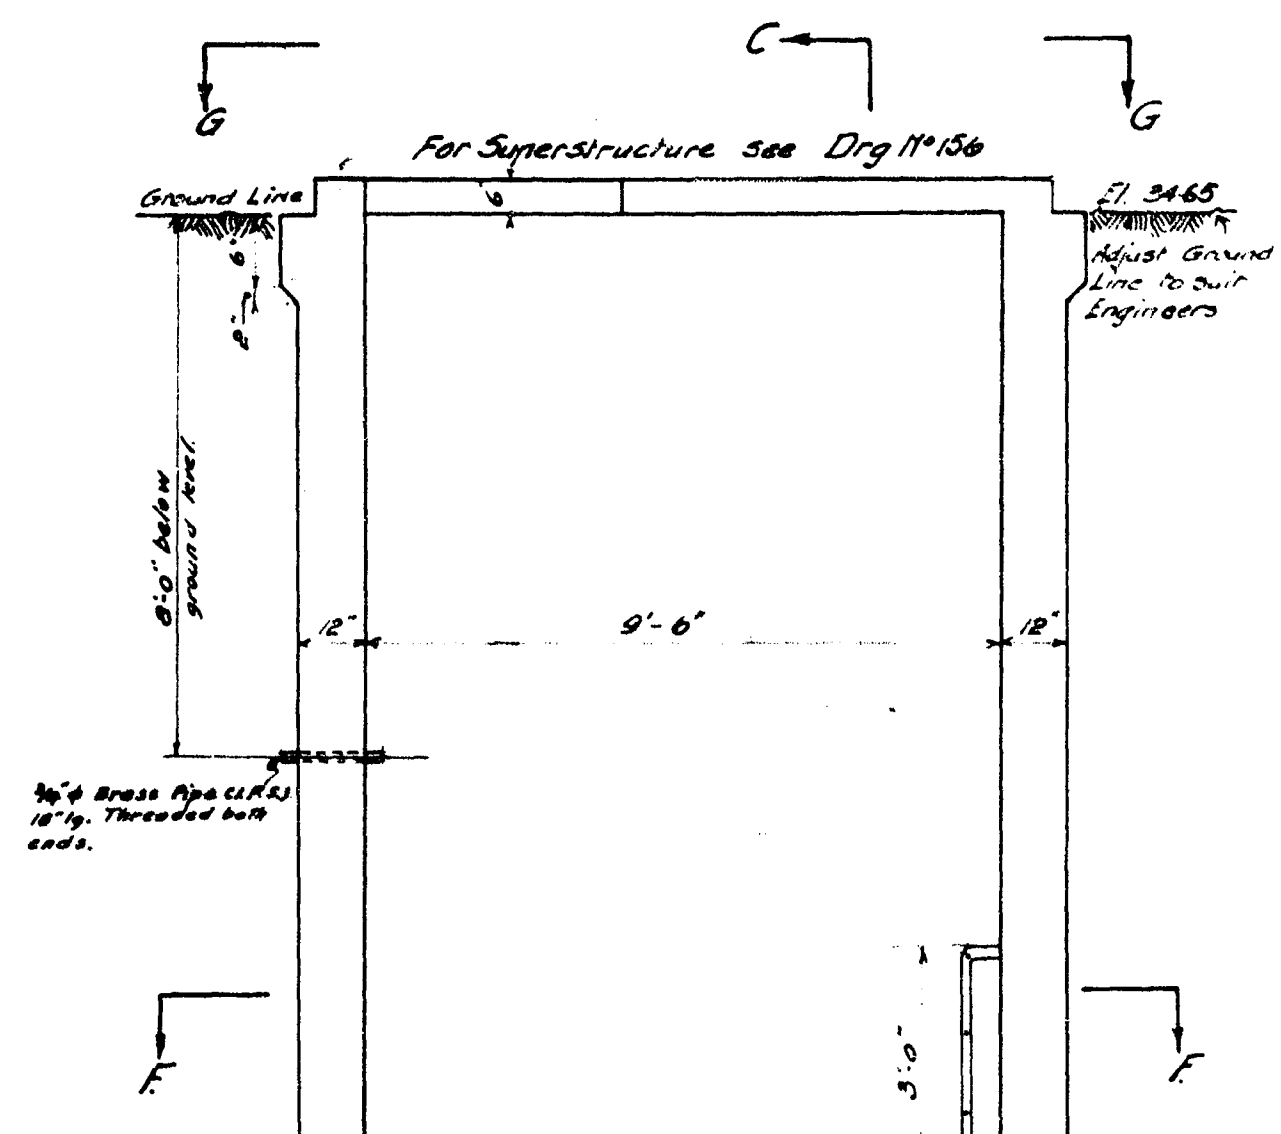 C
G
G
For Superstructure see Drg Nº 156
Ground Line
6"
El. 34.65
Adjust Ground
Line to suit
Engineers
6"
2"
8'-0" below
ground level.
12"
9'-6"
12"
3/4"ϕ Brass Pipe
18" lg. Threaded both
ends.
3'-0"
F.
F.